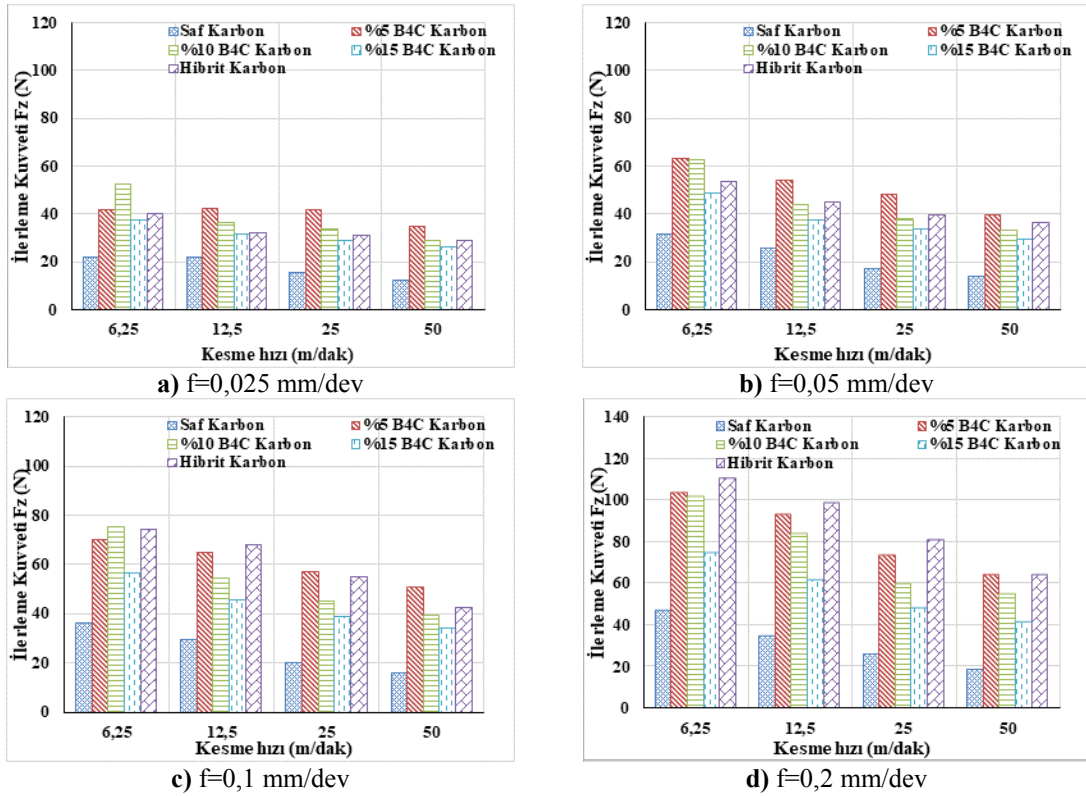 120
100
80
60
40
20
0
İlerleme Kuvveti Fz (N)
Saf Karbon
%5 B4C Karbon
%10 B4C Karbon
%15 B4C Karbon
Hibrit Karbon
6,25
12,5
25
50
Kesme hızı (m/dak)
a) f=0,025 mm/dev
120
100
80
60
40
20
0
İlerleme Kuvveti Fz (N)
Saf Karbon
%5 B4C Karbon
%10 B4C Karbon
%15 B4C Karbon
Hibrit Karbon
6,25
12,5
25
50
Kesme hızı (m/dak)
b) f=0,05 mm/dev
120
100
80
60
40
20
0
İlerleme Kuvveti Fz (N)
Saf Karbon
%5 B4C Karbon
%10 B4C Karbon
%15 B4C Karbon
Hibrit Karbon
6,25
12,5
25
50
Kesme hızı (m/dak)
c) f=0,1 mm/dev
140
120
100
80
60
40
20
0
İlerleme Kuvveti Fz (N)
Saf Karbon
%5 B4C Karbon
%10 B4C Karbon
%15 B4C Karbon
Hibrit Karbon
6,25
12,5
25
50
Kesme hızı (m/dak)
d) f=0,2 mm/dev